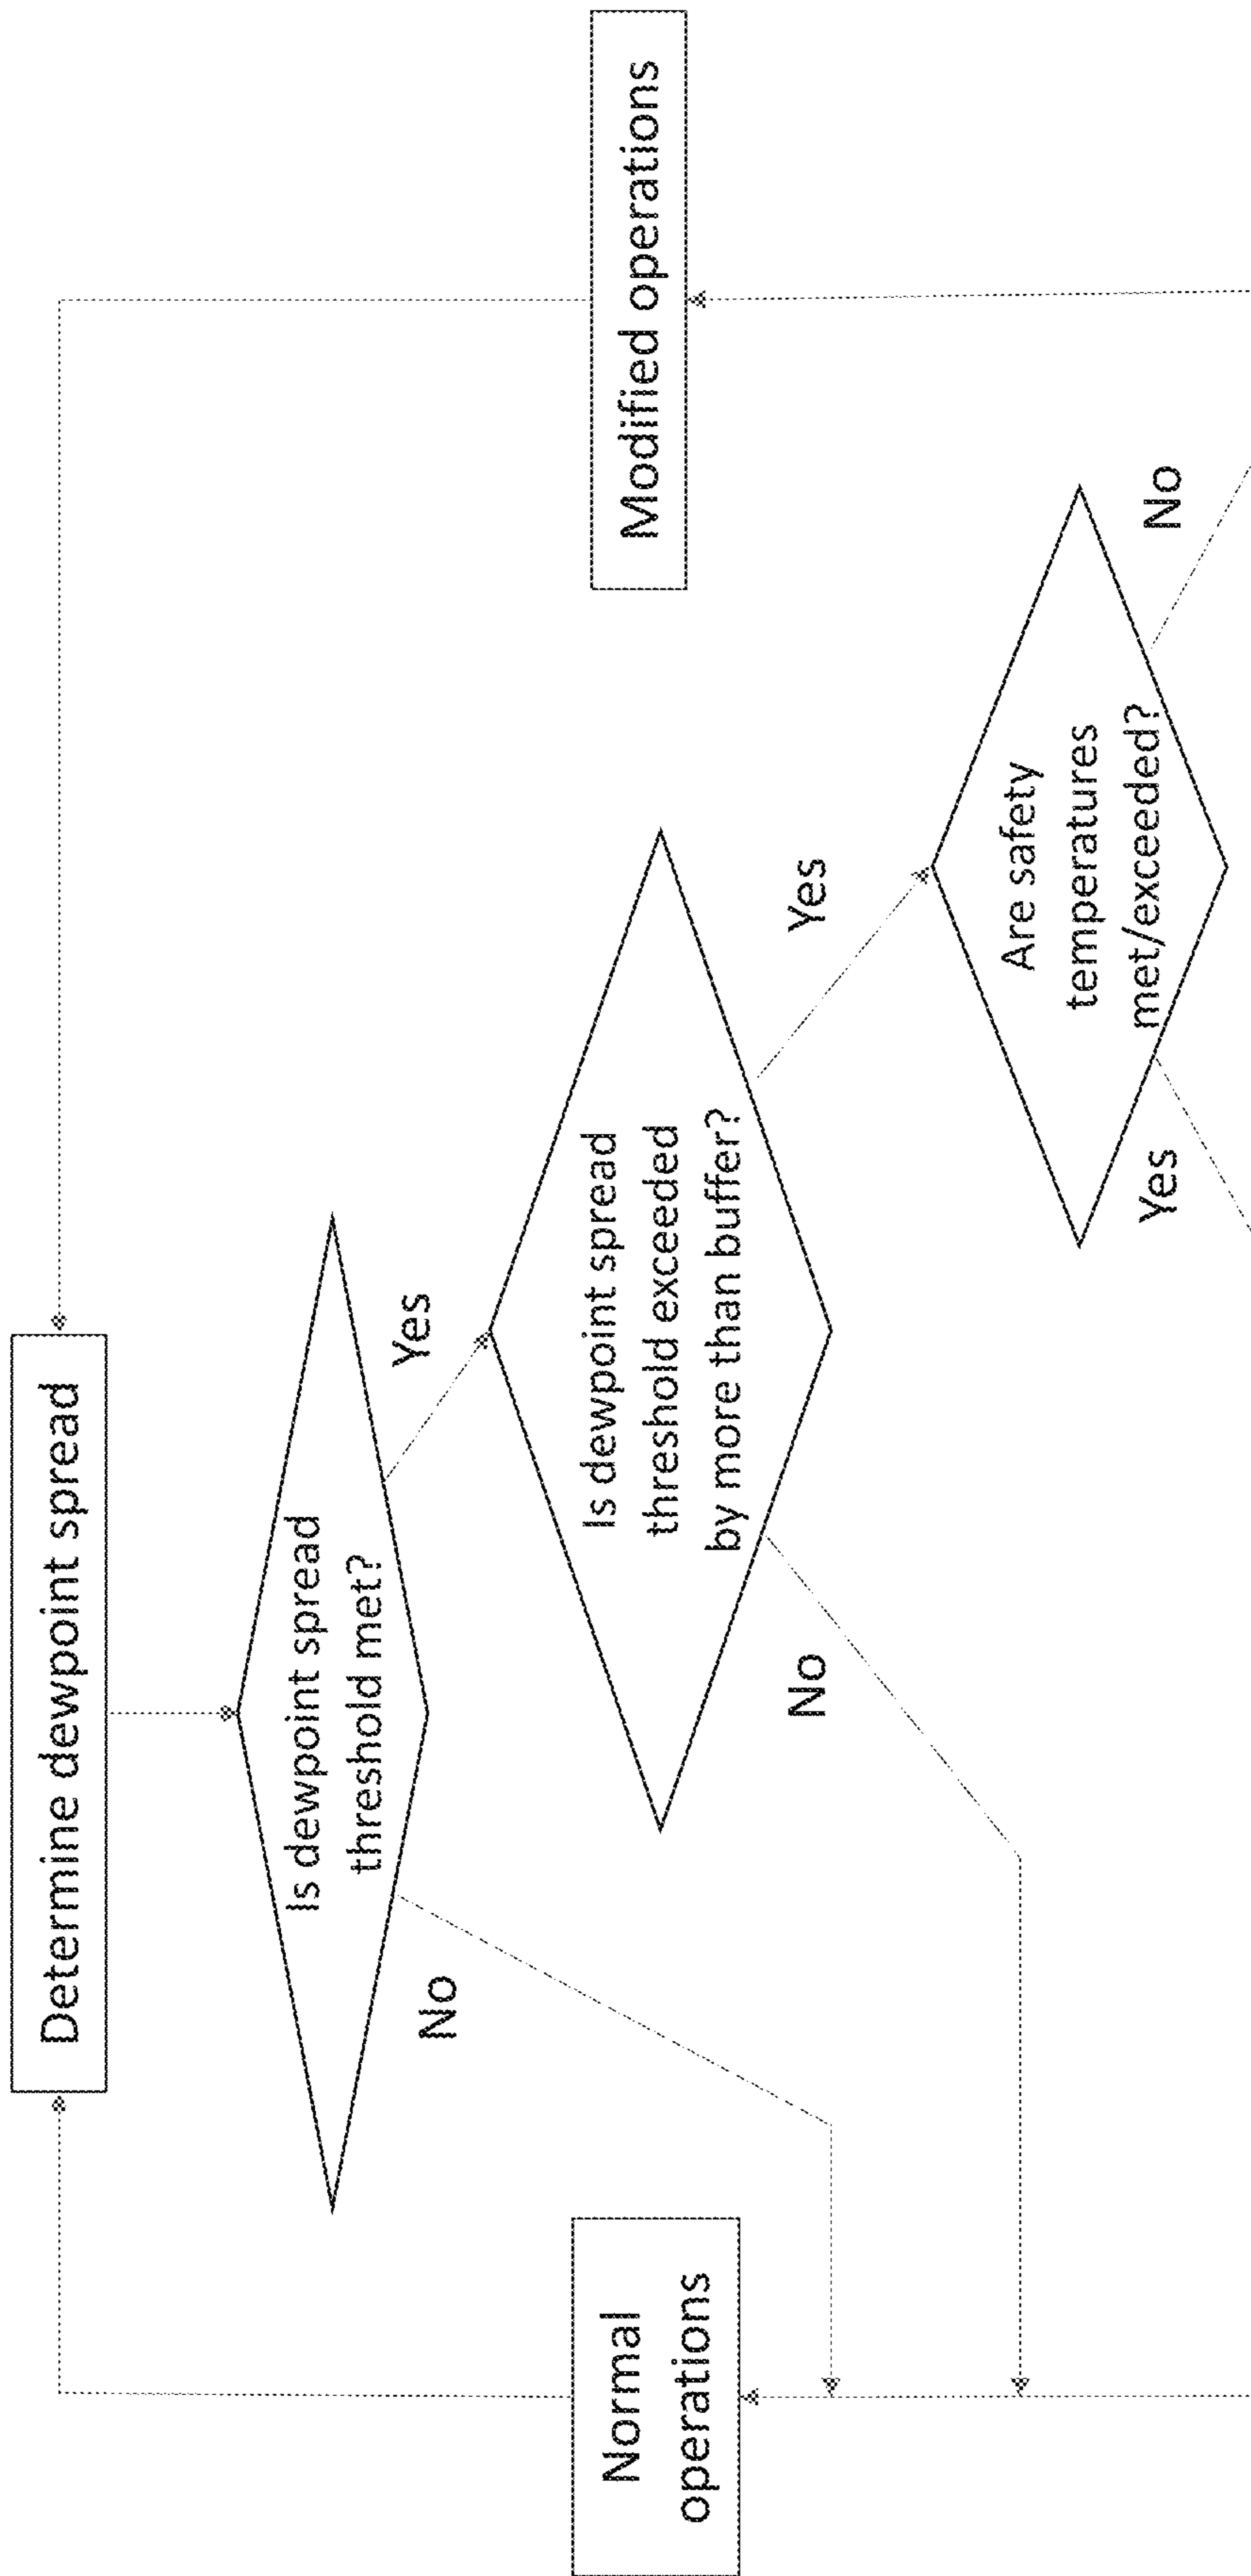 Determine dewpoint spread
Is dewpoint spread
threshold met?
No
Yes
Normal
operations
Is dewpoint spread
threshold exceeded
by more than buffer?
Modified operations
No
Yes
Are safety
temperatures
met/exceeded?
Yes
No